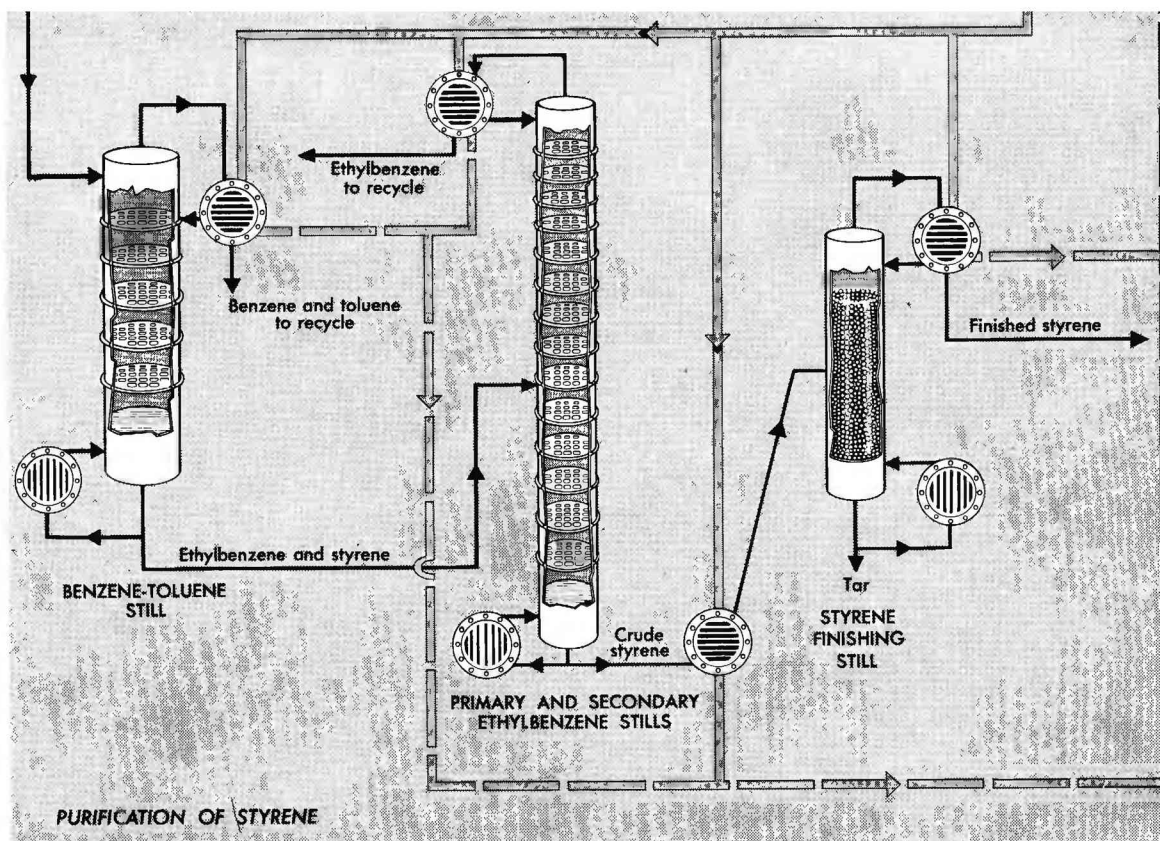 Ethylbenzene
to recycle
Benzene and toluene
to recycle
Finished styrene
Ethylbenzene and styrene
BENZENE-TOLUENE
STILL
Tar
STYRENE
FINISHING
STILL
Crude
styrene
PRIMARY AND SECONDARY
ETHYLBENZENE STILLS
PURIFICATION OF STYRENE